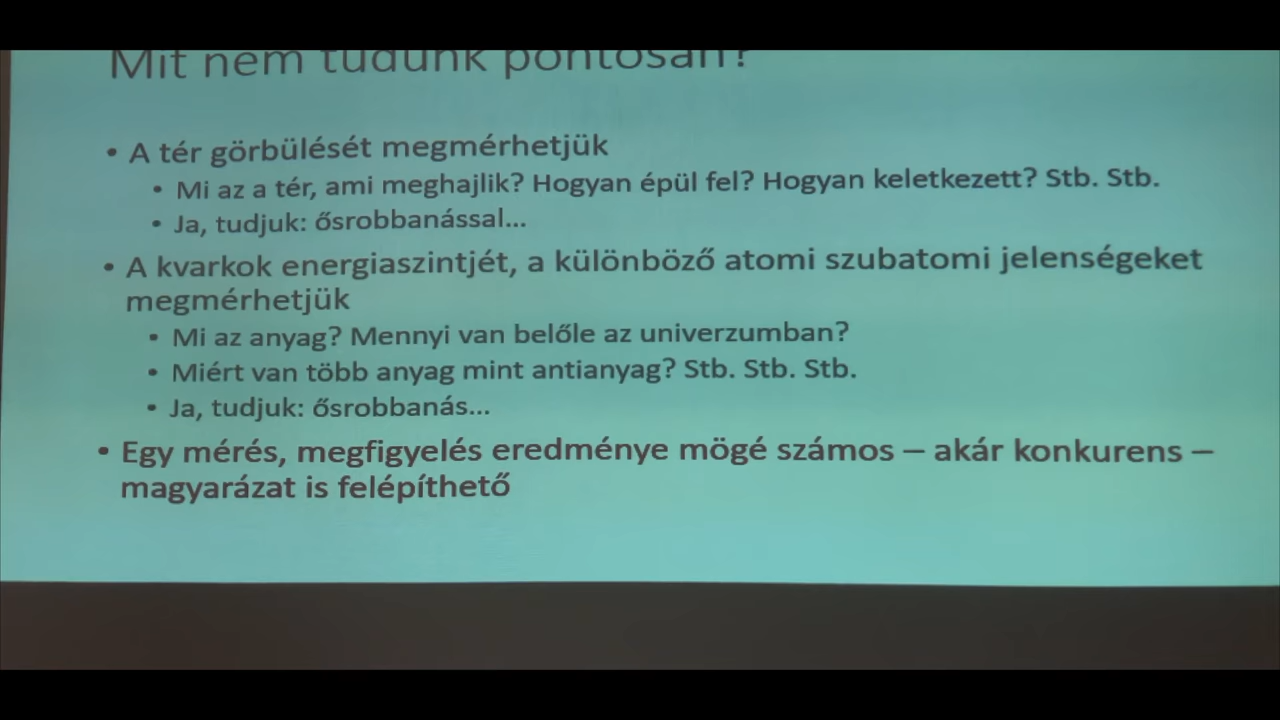 Mit nem tudunk pontosan?
• A tér görbülését megmérhetjük
• Mi az a tér, ami meghajlik? Hogyan épül fel? Hogyan keletkezett? Stb. Stb.
• Ja, tudjuk: ősrobbanással...
• A kvarkok energiaszintjét, a különböző atomi szubatomi jelenségeket
megmérhetjük
• Mi az anyag? Mennyi van belőle az univerzumban?
• Miért van több anyag mint antianyag? Stb. Stb. Stb.
• Ja, tudjuk: ősrobbanás...
• Egy mérés, megfigyelés eredménye mögé számos – akár konkurens –
magyarázat is felépíthető